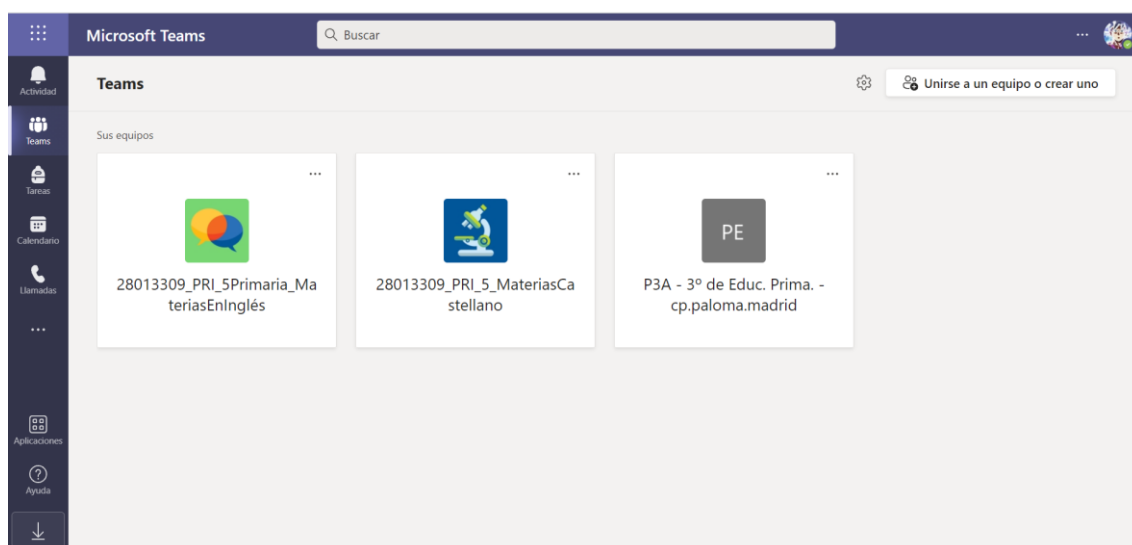 Microsoft Teams
Buscar
Actividad
Teams
Tareas
Calendario
Llamadas
Aplicaciones
Ayuda
Teams
Unirse a un equipo o crear uno
Sus equipos
28013309_PRI_5Primaria_Ma
teriasEnInglés
28013309_PRI_5_MateriasCa
stellano
PE
P3A - 3º de Educ. Prima. -
cp.paloma.madrid